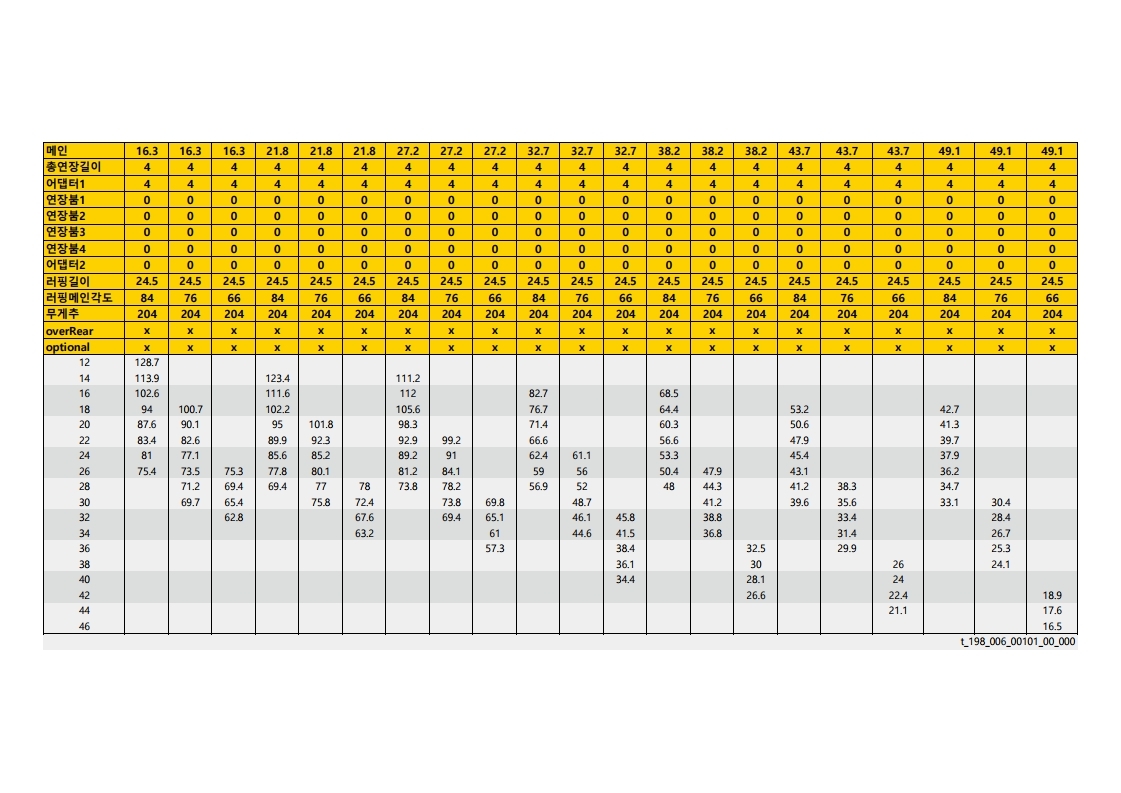 메인 16.3 16.3 16.3 21.8 21.8 21.8 27.2 27.2 27.2 32.7 32.7 32.7 38.2 38.2 38.2 43.7 43.7 43.7 49.1 49.1 49.1
총연장길이 4 4 4 4 4 4 4 4 4 4 4 4 4 4 4 4 4 4 4 4 4
어댑터1 4 4 4 4 4 4 4 4 4 4 4 4 4 4 4 4 4 4 4 4 4
연장붐1 0 0 0 0 0 0 0 0 0 0 0 0 0 0 0 0 0 0 0 0 0
연장붐2 0 0 0 0 0 0 0 0 0 0 0 0 0 0 0 0 0 0 0 0 0
연장붐3 0 0 0 0 0 0 0 0 0 0 0 0 0 0 0 0 0 0 0 0 0
연장붐4 0 0 0 0 0 0 0 0 0 0 0 0 0 0 0 0 0 0 0 0 0
어댑터2 0 0 0 0 0 0 0 0 0 0 0 0 0 0 0 0 0 0 0 0 0
러핑길이 24.5 24.5 24.5 24.5 24.5 24.5 24.5 24.5 24.5 24.5 24.5 24.5 24.5 24.5 24.5 24.5 24.5 24.5 24.5 24.5 24.5
러핑메인각도 84 76 66 84 76 66 84 76 66 84 76 66 84 76 66 84 76 66 84 76 66
무게추 204 204 204 204 204 204 204 204 204 204 204 204 204 204 204 204 204 204 204 204 204
overRear x x x x x x x x x x x x x x x x x x x x x
optional x x x x x x x x x x x x x x x x x x x x x
12 128.7
14 113.9 123.4 111.2
16 102.6 111.6 112 82.7 68.5
18 94 100.7 102.2 105.6 76.7 64.4 53.2 42.7
20 87.6 90.1 95 101.8 98.3 71.4 60.3 50.6 41.3
22 83.4 82.6 89.9 92.3 92.9 99.2 66.6 56.6 47.9 39.7
24 81 77.1 85.6 85.2 89.2 91 62.4 61.1 53.3 45.4 37.9
26 75.4 73.5 75.3 77.8 80.1 81.2 84.1 59 56 50.4 47.9 43.1 36.2
28 71.2 69.4 69.4 77 78 73.8 78.2 56.9 52 48 44.3 41.2 38.3 34.7
30 69.7 65.4 75.8 72.4 73.8 69.8 48.7 41.2 39.6 35.6 33.1 30.4
32 62.8 67.6 69.4 65.1 46.1 45.8 38.8 33.4 28.4
34 63.2 61 44.6 41.5 36.8 31.4 26.7
36 57.3 38.4 32.5 29.9 25.3
38 36.1 30 26 24.1
40 34.4 28.1 24
42 26.6 22.4 18.9
44 21.1 17.6
46 16.5
t_198_006_00101_00_000